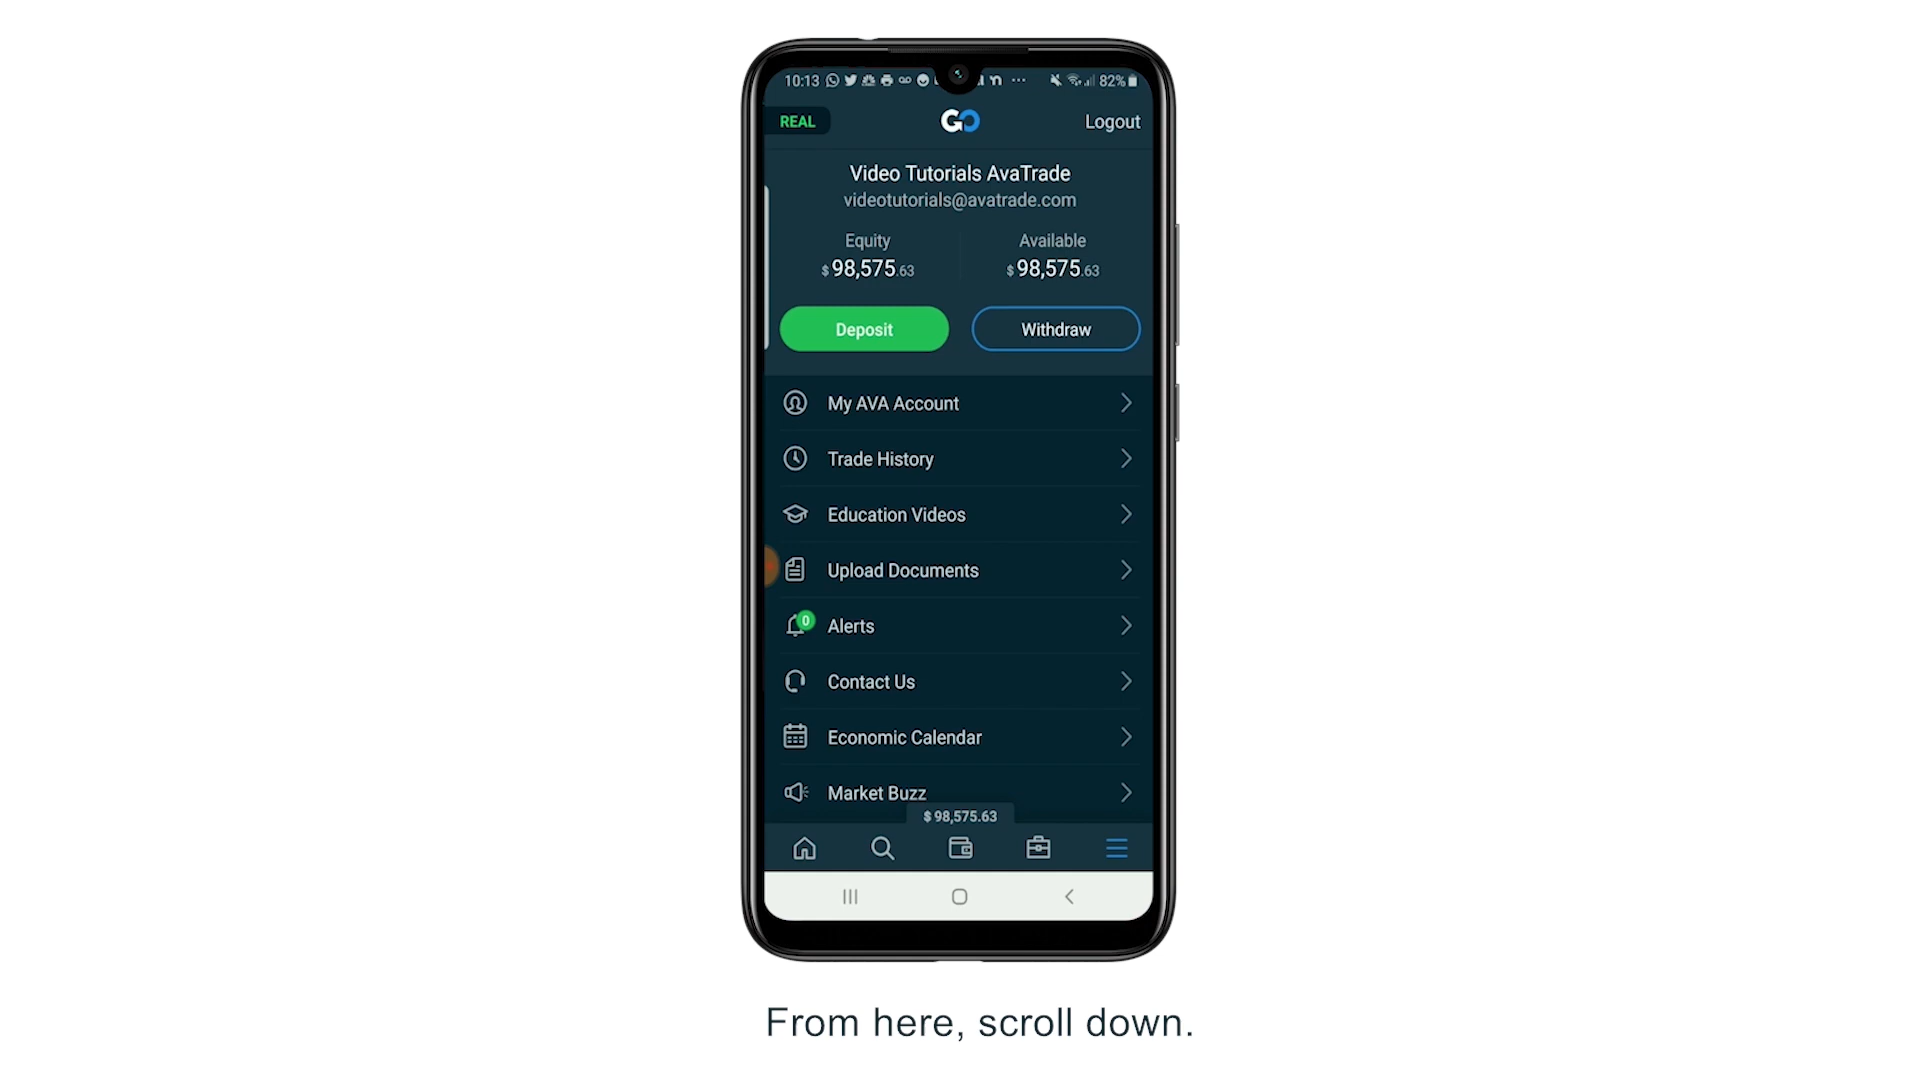 10:13 82%
REAL GO Logout
Video Tutorials AvaTrade
videotutorials@avatrade.com
Equity Available
$98,575.63 $98,575.63
Deposit Withdraw
My AVA Account
Trade History
Education Videos
Upload Documents
0 Alerts
Contact Us
Economic Calendar
Market Buzz
$98,575.63
From here, scroll down.